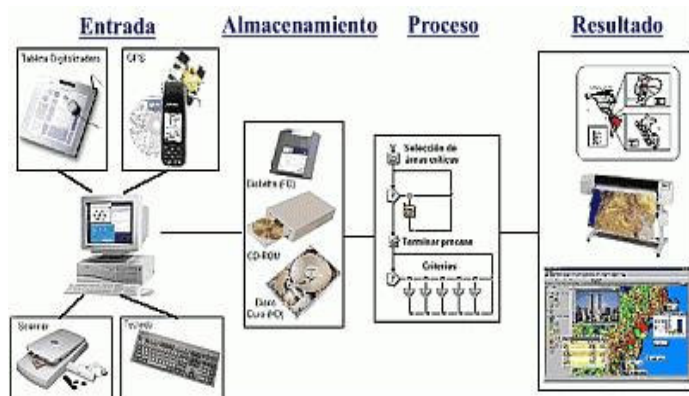 Entrada
Almacenamiento
Proceso
Resultado
Tableta Digitalizadora
GPS
Selección de
áreas críticas
Diskette (FD)
CD-ROM
Terminar proceso
Criterios
Disco
Duro (HD)
Scanner
Teclado